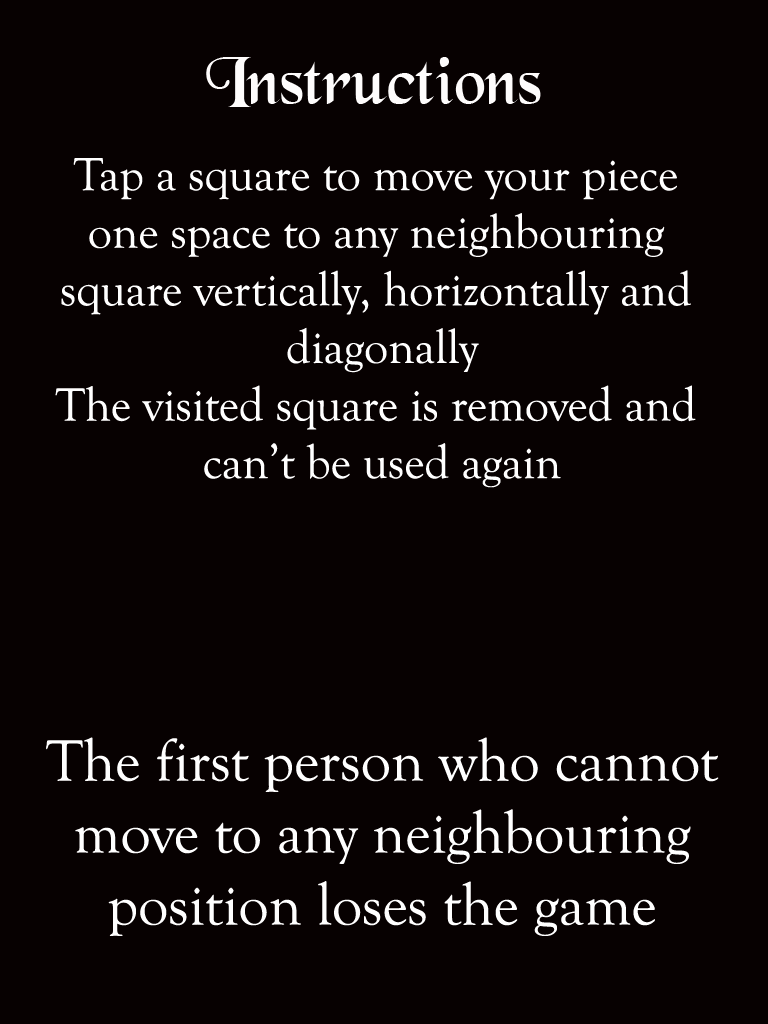 Instructions
Tap a square to move your piece
one space to any neighbouring
square vertically, horizontally and
diagonally
The visited square is removed and
can't be used again
The first person who cannot
move to any neighbouring
position loses the game